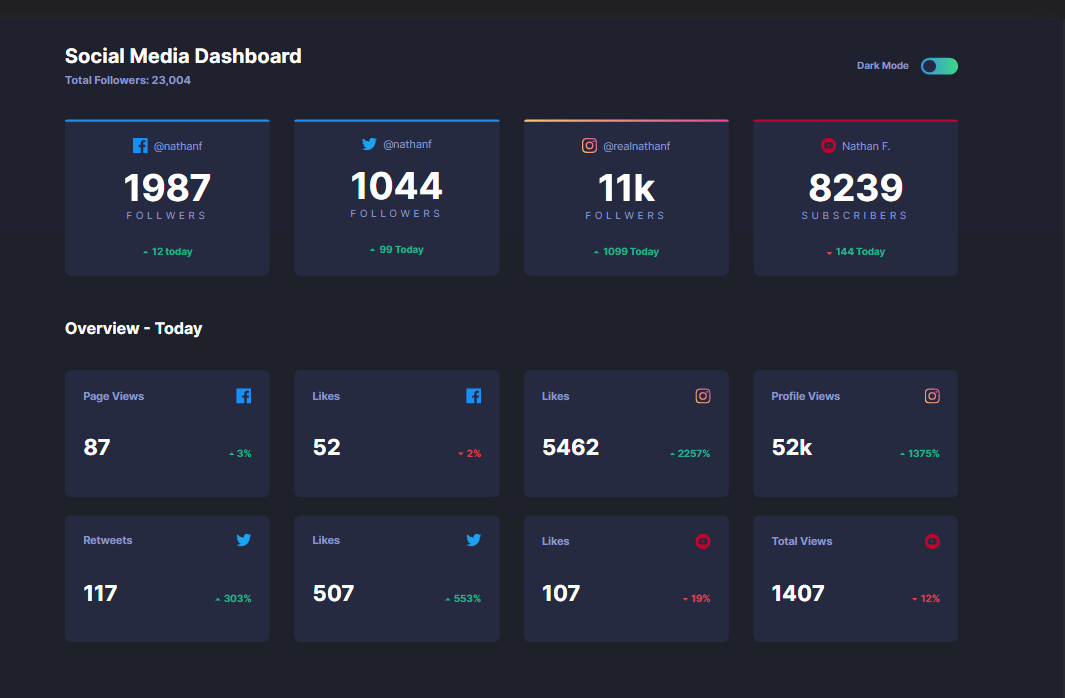 Social Media Dashboard
Total Followers: 23,004
Dark Mode
@nathanf
1987
FOLLWERS
12 today
@nathanf
1044
FOLLOWERS
99 Today
@realnathanf
11k
FOLLWERS
1099 Today
Nathan F.
8239
SUBSCRIBERS
144 Today
Overview - Today
Page Views
87
3%
Likes
52
2%
Likes
5462
2257%
Profile Views
52k
1375%
Retweets
117
303%
Likes
507
553%
Likes
107
19%
Total Views
1407
12%